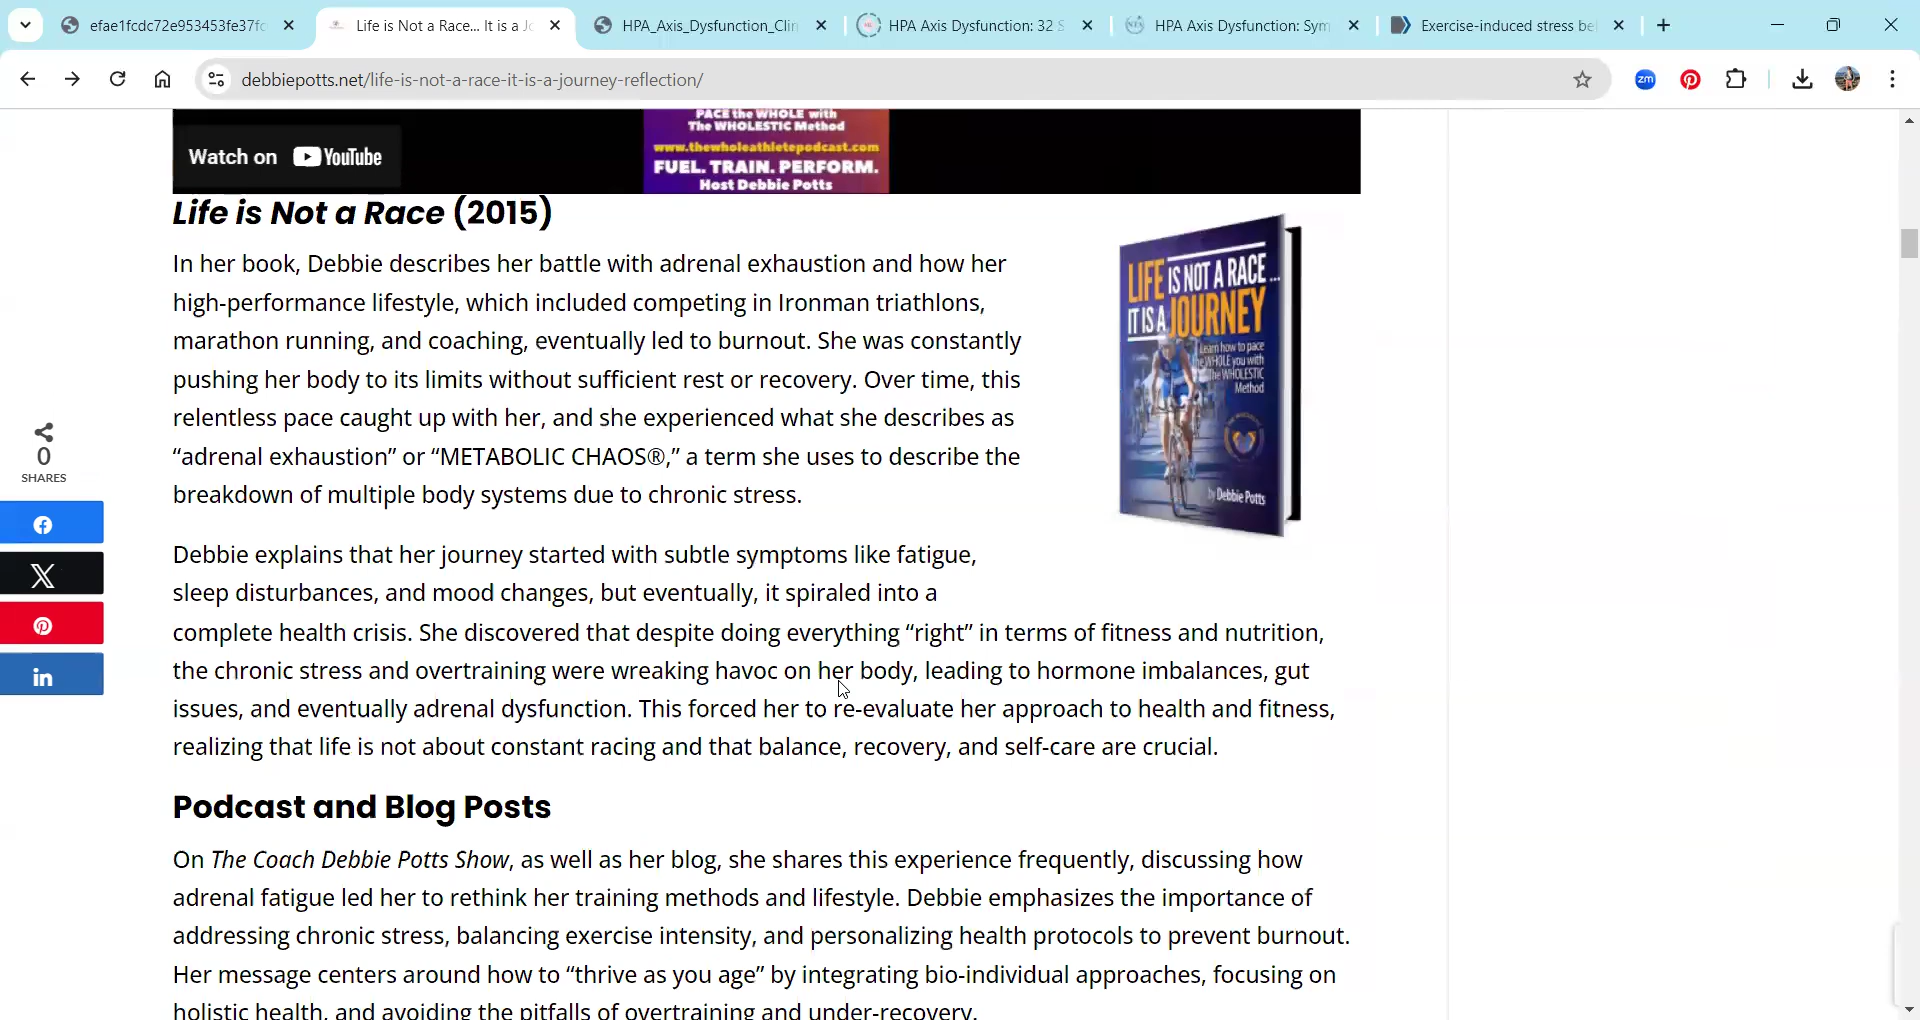 efae1fcdc72e953453fe37fc
Life is Not a Race... It is a Jo
HPA_Axis_Dysfunction_Clin
HPA Axis Dysfunction: 32 S
HPA Axis Dysfunction: Sym
Exercise-induced stress be
debbiepotts.net/life-is-not-a-race-it-is-a-journey-reflection/
zm
PACE the WHOLE with
The WHOLESTIC Method
www.thewholeathletepodcast.com
FUEL. TRAIN. PERFORM.
Host Debbie Potts
Watch on YouTube
Life is Not a Race (2015)
In her book, Debbie describes her battle with adrenal exhaustion and how her
high-performance lifestyle, which included competing in Ironman triathlons,
marathon running, and coaching, eventually led to burnout. She was constantly
pushing her body to its limits without sufficient rest or recovery. Over time, this
relentless pace caught up with her, and she experienced what she describes as
“adrenal exhaustion” or “METABOLIC CHAOS®,” a term she uses to describe the
breakdown of multiple body systems due to chronic stress.
LIFE IS NOT A RACE...
IT IS A JOURNEY
Learn how to pace
the WHOLE you with
The WHOLESTIC
Method
by Debbie Potts
0
SHARES
Debbie explains that her journey started with subtle symptoms like fatigue,
sleep disturbances, and mood changes, but eventually, it spiraled into a
complete health crisis. She discovered that despite doing everything “right” in terms of fitness and nutrition,
the chronic stress and overtraining were wreaking havoc on her body, leading to hormone imbalances, gut
issues, and eventually adrenal dysfunction. This forced her to re-evaluate her approach to health and fitness,
realizing that life is not about constant racing and that balance, recovery, and self-care are crucial.
Podcast and Blog Posts
On The Coach Debbie Potts Show, as well as her blog, she shares this experience frequently, discussing how
adrenal fatigue led her to rethink her training methods and lifestyle. Debbie emphasizes the importance of
addressing chronic stress, balancing exercise intensity, and personalizing health protocols to prevent burnout.
Her message centers around how to “thrive as you age” by integrating bio-individual approaches, focusing on
holistic health, and avoiding the pitfalls of overtraining and under-recovery.